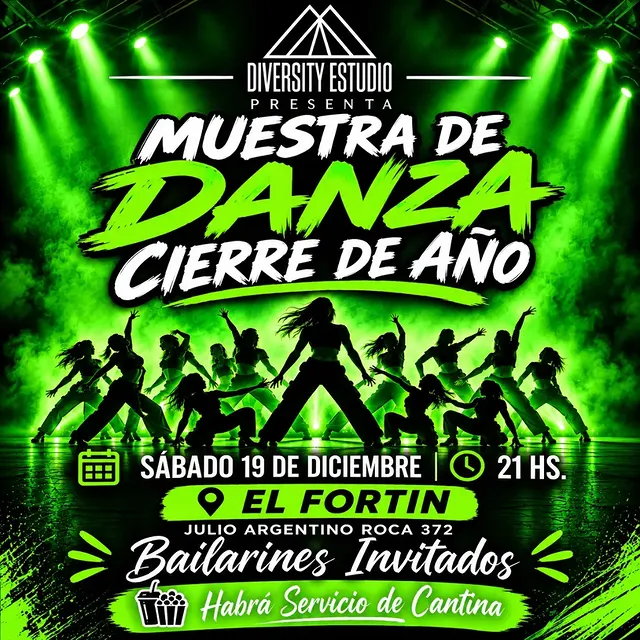 DIVERSITY ESTUDIO
PRESENTA
MUESTRA DE
DANZA
CIERRE DE AÑO
SÁBADO 19 DE DICIEMBRE | 21 HS.
EL FORTIN
JULIO ARGENTINO ROCA 372
Bailarines Invitados
Habrá Servicio de Cantina